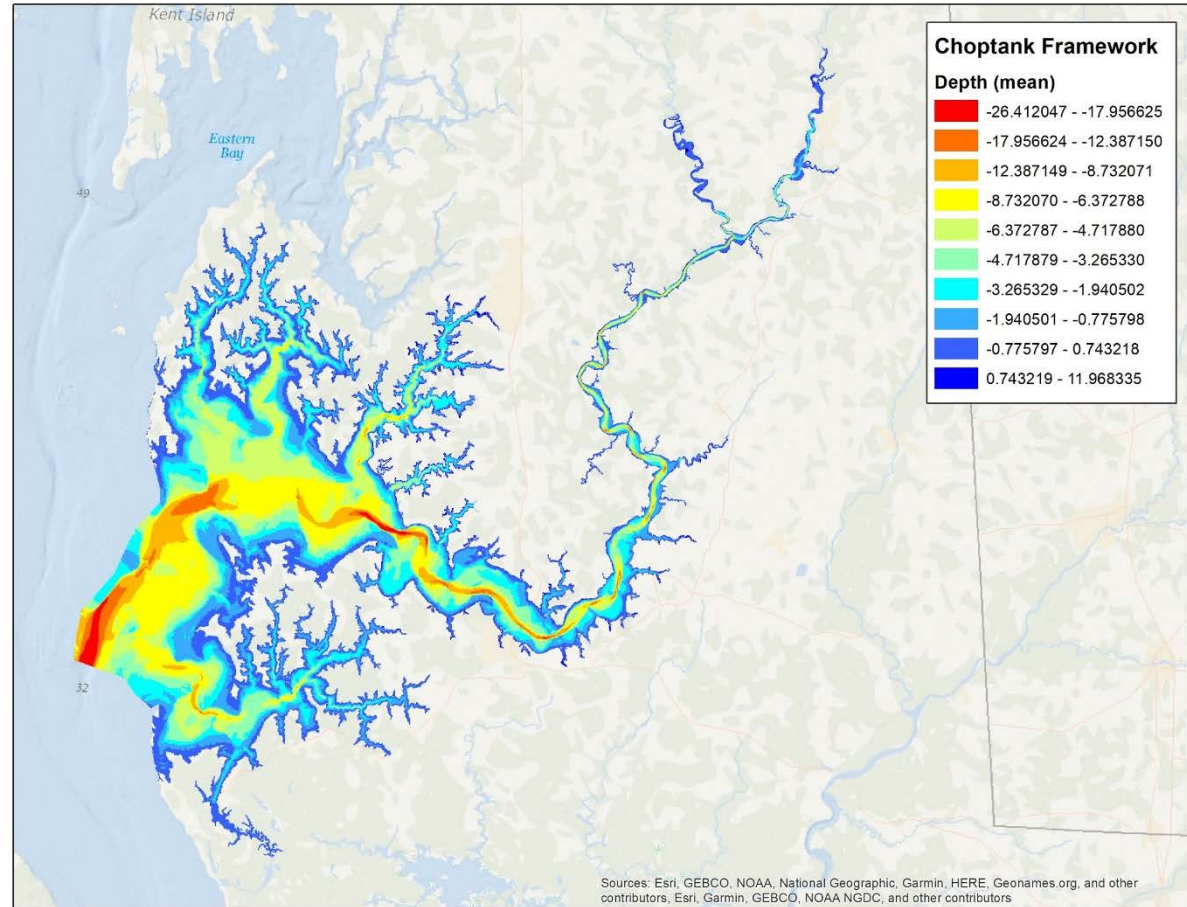 Kent Island
Eastern
Bay
49
32
Choptank Framework
Depth (mean)
-26.412047 - -17.956625
-17.956624 - -12.387150
-12.387149 - -8.732071
-8.732070 - -6.372788
-6.372787 - -4.717880
-4.717879 - -3.265330
-3.265329 - -1.940502
-1.940501 - -0.775798
-0.775797 - 0.743218
0.743219 - 11.968335
Sources: Esri, GEBCO, NOAA, National Geographic, Garmin, HERE, Geonames.org, and other
contributors, Esri, Garmin, GEBCO, NOAA NGDC, and other contributors